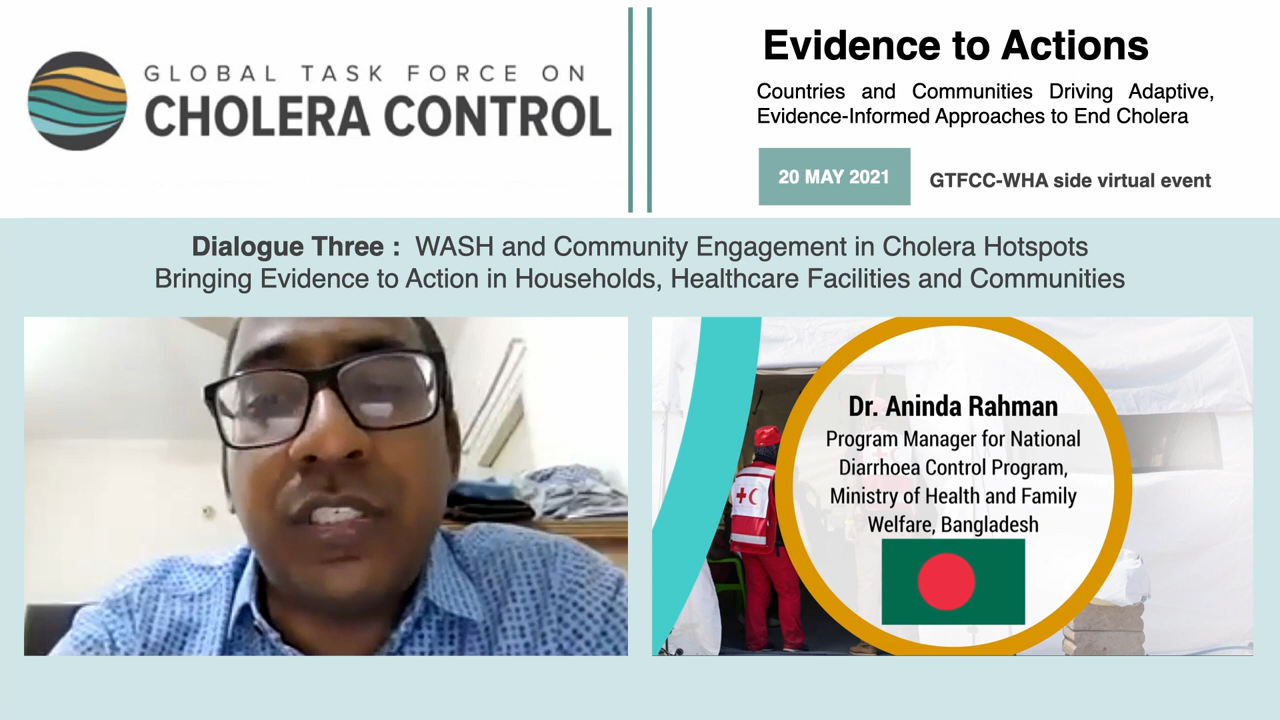 GLOBAL TASK FORCE ON
CHOLERA CONTROL
Evidence to Actions
Countries and Communities Driving Adaptive,
Evidence-Informed Approaches to End Cholera
20 MAY 2021
GTFCC-WHA side virtual event
Dialogue Three : WASH and Community Engagement in Cholera Hotspots
Bringing Evidence to Action in Households, Healthcare Facilities and Communities
Dr. Aninda Rahman
Program Manager for National
Diarrhoea Control Program,
Ministry of Health and Family
Welfare, Bangladesh